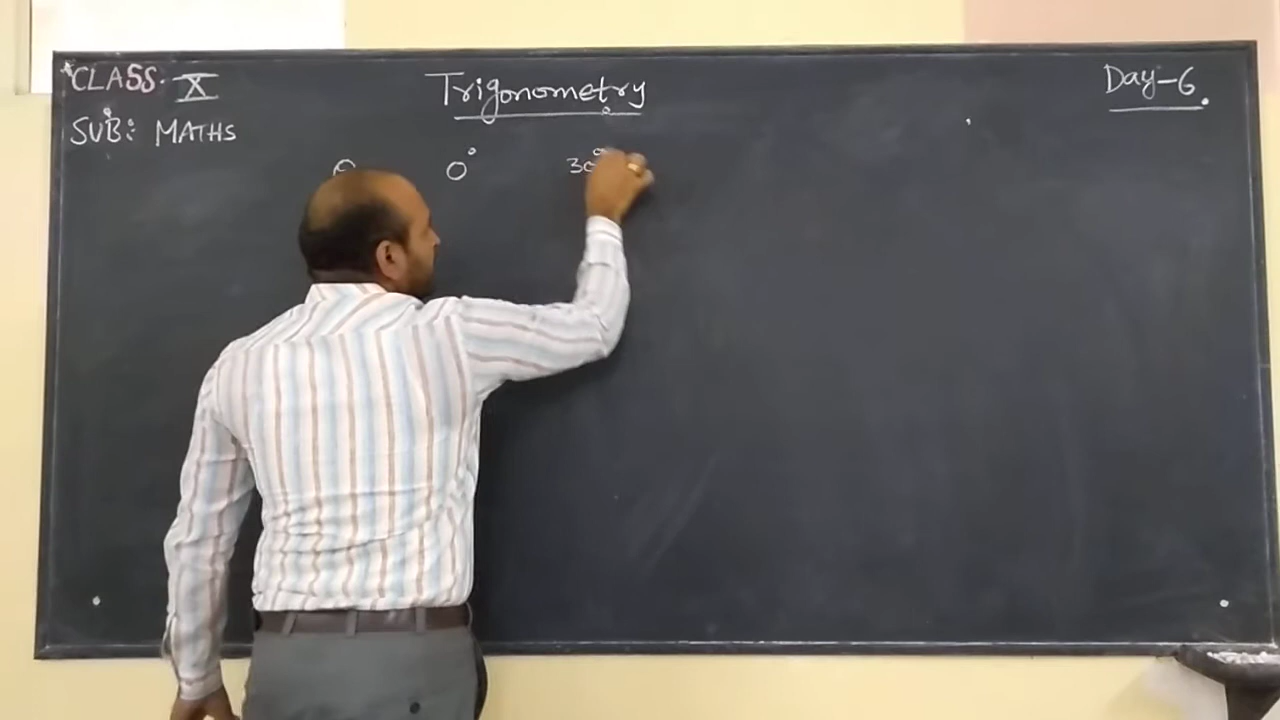 CLASS. X
Trigonometry
Day-6.
SUB: MATHS
θ 0° 30°